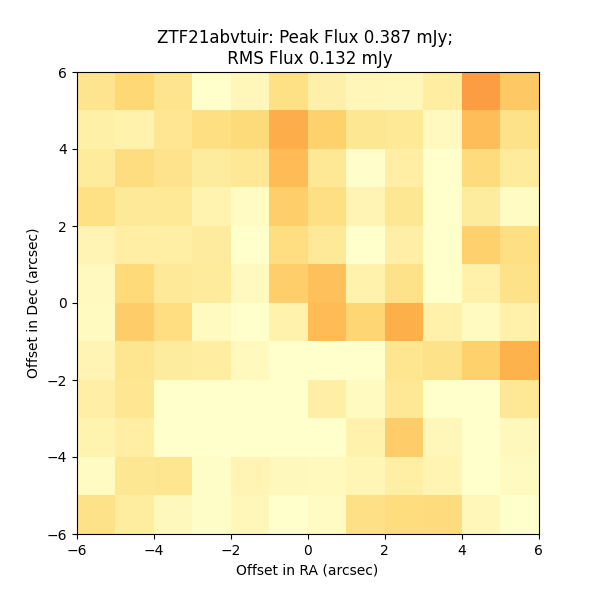 ZTF21abvtuir: Peak Flux 0.387 mJy;
RMS Flux 0.132 mJy
6
4
2
0
−2
−4
−6
Offset in Dec (arcsec)
−6 −4 −2 0 2 4 6
Offset in RA (arcsec)